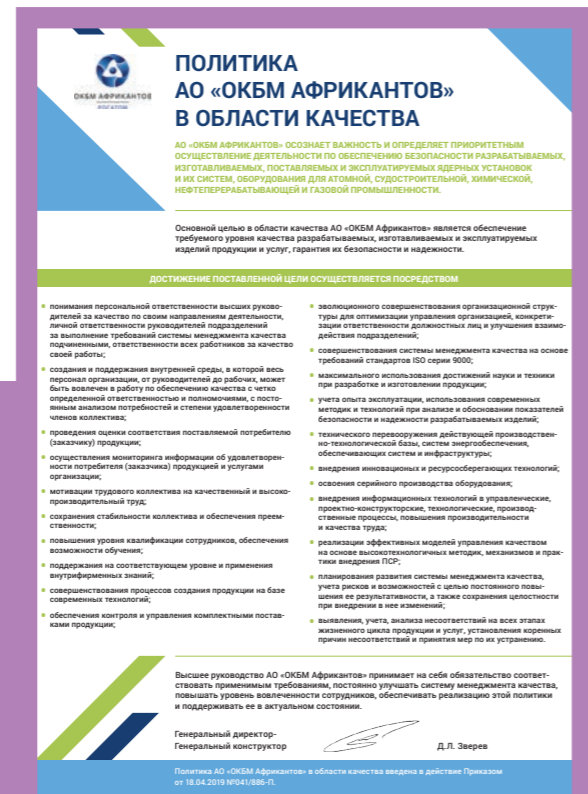 ОКБМ АФРИКАНТОВ
РОСАТОМ
ПОЛИТИКА
АО «ОКБМ АФРИКАНТОВ»
В ОБЛАСТИ КАЧЕСТВА
АО «ОКБМ АФРИКАНТОВ» ОСОЗНАЕТ ВАЖНОСТЬ И ОПРЕДЕЛЯЕТ ПРИОРИТЕТНЫМ
ОСУЩЕСТВЛЕНИЕ ДЕЯТЕЛЬНОСТИ ПО ОБЕСПЕЧЕНИЮ БЕЗОПАСНОСТИ РАЗРАБАТЫВАЕМЫХ,
ИЗГОТАВЛИВАЕМЫХ, ПОСТАВЛЯЕМЫХ И ЭКСПЛУАТИРУЕМЫХ ЯДЕРНЫХ УСТАНОВОК
И ИХ СИСТЕМ, ОБОРУДОВАНИЯ ДЛЯ АТОМНОЙ, СУДОСТРОИТЕЛЬНОЙ, ХИМИЧЕСКОЙ,
НЕФТЕПЕРЕРАБАТЫВАЮЩЕЙ И ГАЗОВОЙ ПРОМЫШЛЕННОСТИ.
Основной целью в области качества АО «ОКБМ Африкантов» является обеспечение
требуемого уровня качества разрабатываемых, изготавливаемых и эксплуатируемых
изделий продукции и услуг, гарантия их безопасности и надежности.
ДОСТИЖЕНИЕ ПОСТАВЛЕННОЙ ЦЕЛИ ОСУЩЕСТВЛЯЕТСЯ ПОСРЕДСТВОМ
понимания персональной ответственности высших руково-
дителей за качество по своим направлениям деятельности,
личной ответственности руководителей подразделений
за выполнение требований системы менеджмента качества
подчиненными, ответственности всех работников за качество
своей работы;
создания и поддержания внутренней среды, в которой весь
персонал организации, от руководителей до рабочих, может
быть вовлечен в работу по обеспечению качества с четко
определенной ответственностью и полномочиями, с посто-
янным анализом потребностей и степени удовлетворенности
членов коллектива;
проведения оценки соответствия поставляемой потребителю
(заказчику) продукции;
осуществления мониторинга информации об удовлетворен-
ности потребителя (заказчика) продукцией и услугами
организации;
мотивации трудового коллектива на качественный и высоко-
производительный труд;
сохранения стабильности коллектива и обеспечения преем-
ственности;
повышения уровня квалификации сотрудников, обеспечения
возможности обучения;
поддержания на соответствующем уровне и применения
внутрифирменных знаний;
совершенствования процессов создания продукции на базе
современных технологий;
обеспечения контроля и управления комплектными постав-
ками продукции;
эволюционного совершенствования организационной струк-
туры для оптимизации управления организацией, конкрети-
зации ответственности должностных лиц и улучшения взаимо-
действия подразделений;
совершенствования системы менеджмента качества на основе
требований стандартов ISO серии 9000;
максимального использования достижений науки и техники
при разработке и изготовлении продукции;
учета опыта эксплуатации, использования современных
методик и технологий при анализе и обосновании показателей
безопасности и надежности разрабатываемых изделий;
технического перевооружения действующей производствен-
но-технологической базы, систем энергообеспечения,
обеспечивающих систем и инфраструктуры;
внедрения инновационных и ресурсосберегающих технологий;
освоения серийного производства оборудования;
внедрения информационных технологий в управленческие,
проектно-конструкторские, технологические, производ-
ственные процессы, повышения производительности
и качества труда;
реализации эффективных моделей управления качеством
на основе высокотехнологичных методик, механизмов и прак-
тики внедрения ПСР;
планирования развития системы менеджмента качества,
учета рисков и возможностей с целью постоянного повы-
шения ее результативности, а также сохранения целостности
при внедрении в нее изменений;
выявления, учета, анализа несоответствий на всех этапах
жизненного цикла продукции и услуг, установления коренных
причин несоответствий и принятия мер по их устранению.
Высшее руководство АО «ОКБМ Африкантов» принимает на себя обязательство соответ-
ствовать применимым требованиям, постоянно улучшать систему менеджмента качества,
повышать уровень вовлеченности сотрудников, обеспечивать реализацию этой политики
и поддерживать ее в актуальном состоянии.
Генеральный директор-
Генеральный конструктор
Д.Л. Зверев
Политика АО «ОКБМ Африкантов» в области качества введена в действие Приказом
от 18.04.2019 №041/886-П.